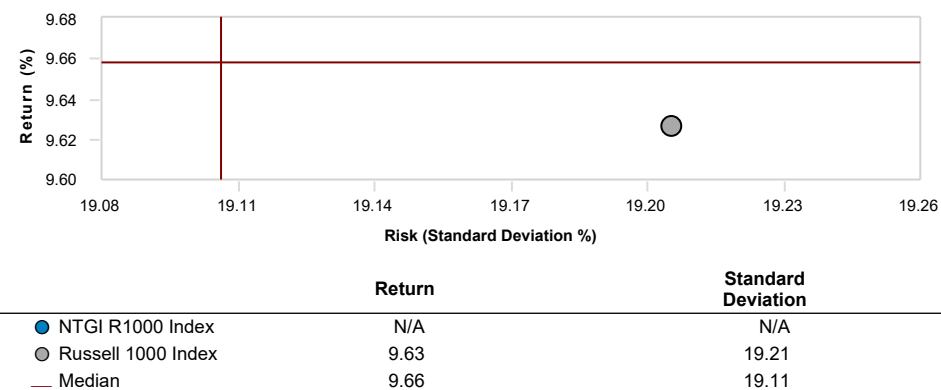 9.68
9.66
9.64
9.62
9.60
Return (%)
19.08 19.11 19.14 19.17 19.20 19.23 19.26
Risk (Standard Deviation %)
Return Standard Deviation
NTGI R1000 Index N/A N/A
Russell 1000 Index 9.63 19.21
Median 9.66 19.11